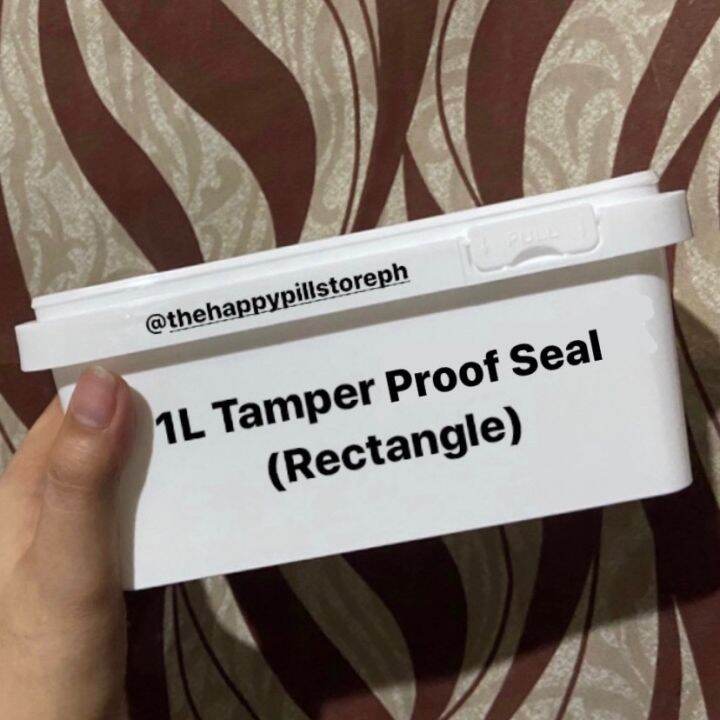 PULL
@thehappypillstoreph
1L Tamper Proof Seal
(Rectangle)